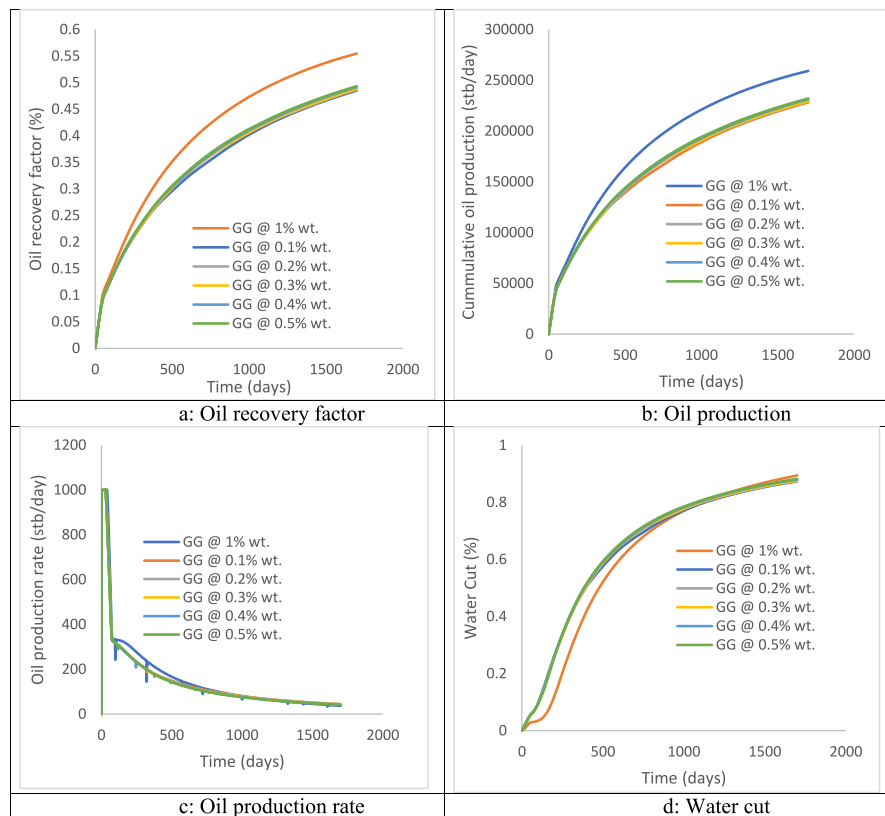 0.6
0.55
0.5
0.45
0.4
0.35
0.3
0.25
0.2
0.15
0.1
0.05
0
Oil recovery factor (%)
GG @ 1% wt.
GG @ 0.1% wt.
GG @ 0.2% wt.
GG @ 0.3% wt.
GG @ 0.4% wt.
GG @ 0.5% wt.
0 500 1000 1500 2000
Time (days)
a: Oil recovery factor
300000
250000
200000
150000
100000
50000
0
Cummulative oil production (stb/day)
GG @ 1% wt.
GG @ 0.1% wt.
GG @ 0.2% wt.
GG @ 0.3% wt.
GG @ 0.4% wt.
GG @ 0.5% wt.
0 500 1000 1500 2000
Time (days)
b: Oil production
1200
1000
800
600
400
200
0
Oil production rate (stb/day)
GG @ 1% wt.
GG @ 0.1% wt.
GG @ 0.2% wt.
GG @ 0.3% wt.
GG @ 0.4% wt.
GG @ 0.5% wt.
0 500 1000 1500 2000
Time (days)
c: Oil production rate
1
0.8
0.6
0.4
0.2
0
Water Cut (%)
GG @ 1% wt.
GG @ 0.1% wt.
GG @ 0.2% wt.
GG @ 0.3% wt.
GG @ 0.4% wt.
GG @ 0.5% wt.
0 500 1000 1500 2000
Time (days)
d: Water cut